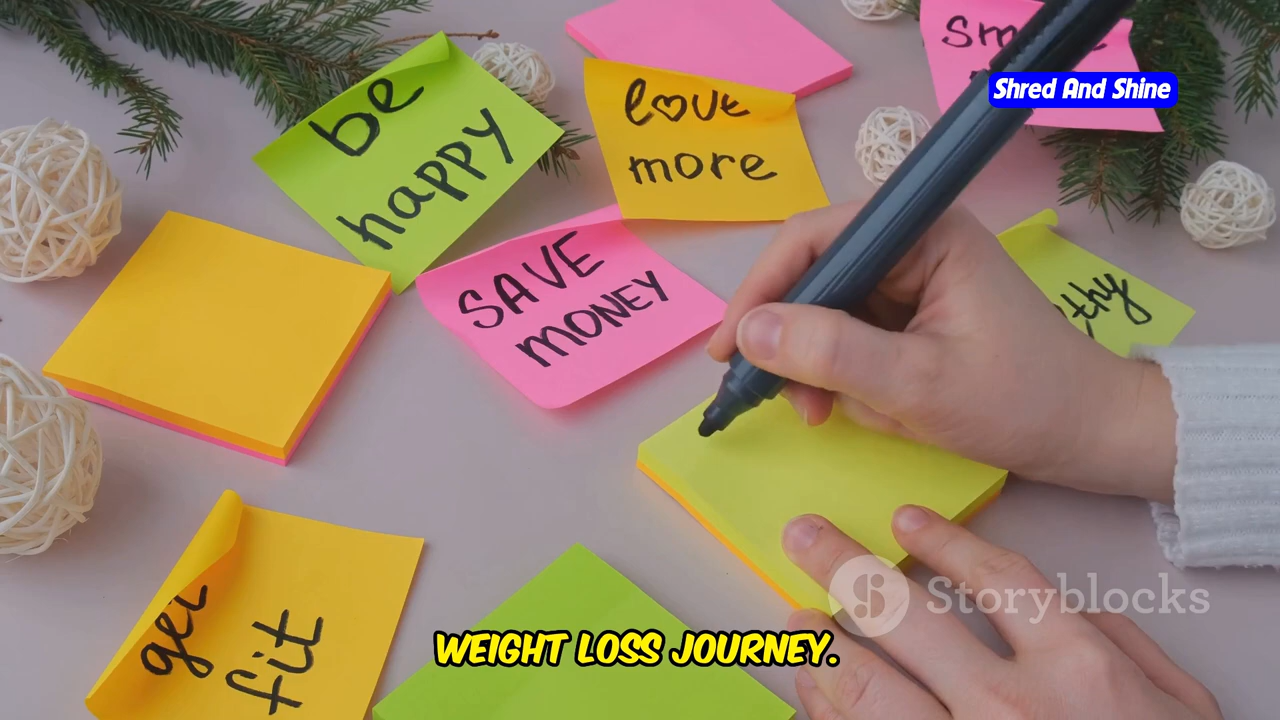 be
happy
love
more
Shred And Shine
SAVE
MONEY
get
fit
Storyblocks
WEIGHT LOSS JOURNEY.